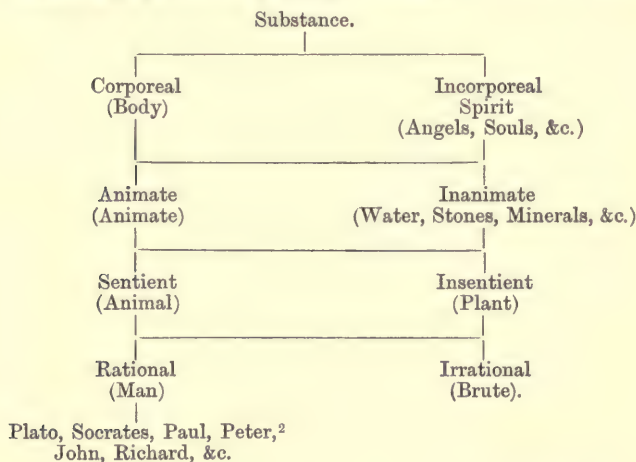 Substance.
Corporeal Incorporeal
(Body) Spirit
(Angels, Souls, &c.)
Animate Inanimate
(Animate) (Water, Stones, Minerals, &c.)
Sentient Insentient
(Animal) (Plant)
Rational Irrational
(Man) (Brute).
Plato, Socrates, Paul, Peter,²
John, Richard, &c.